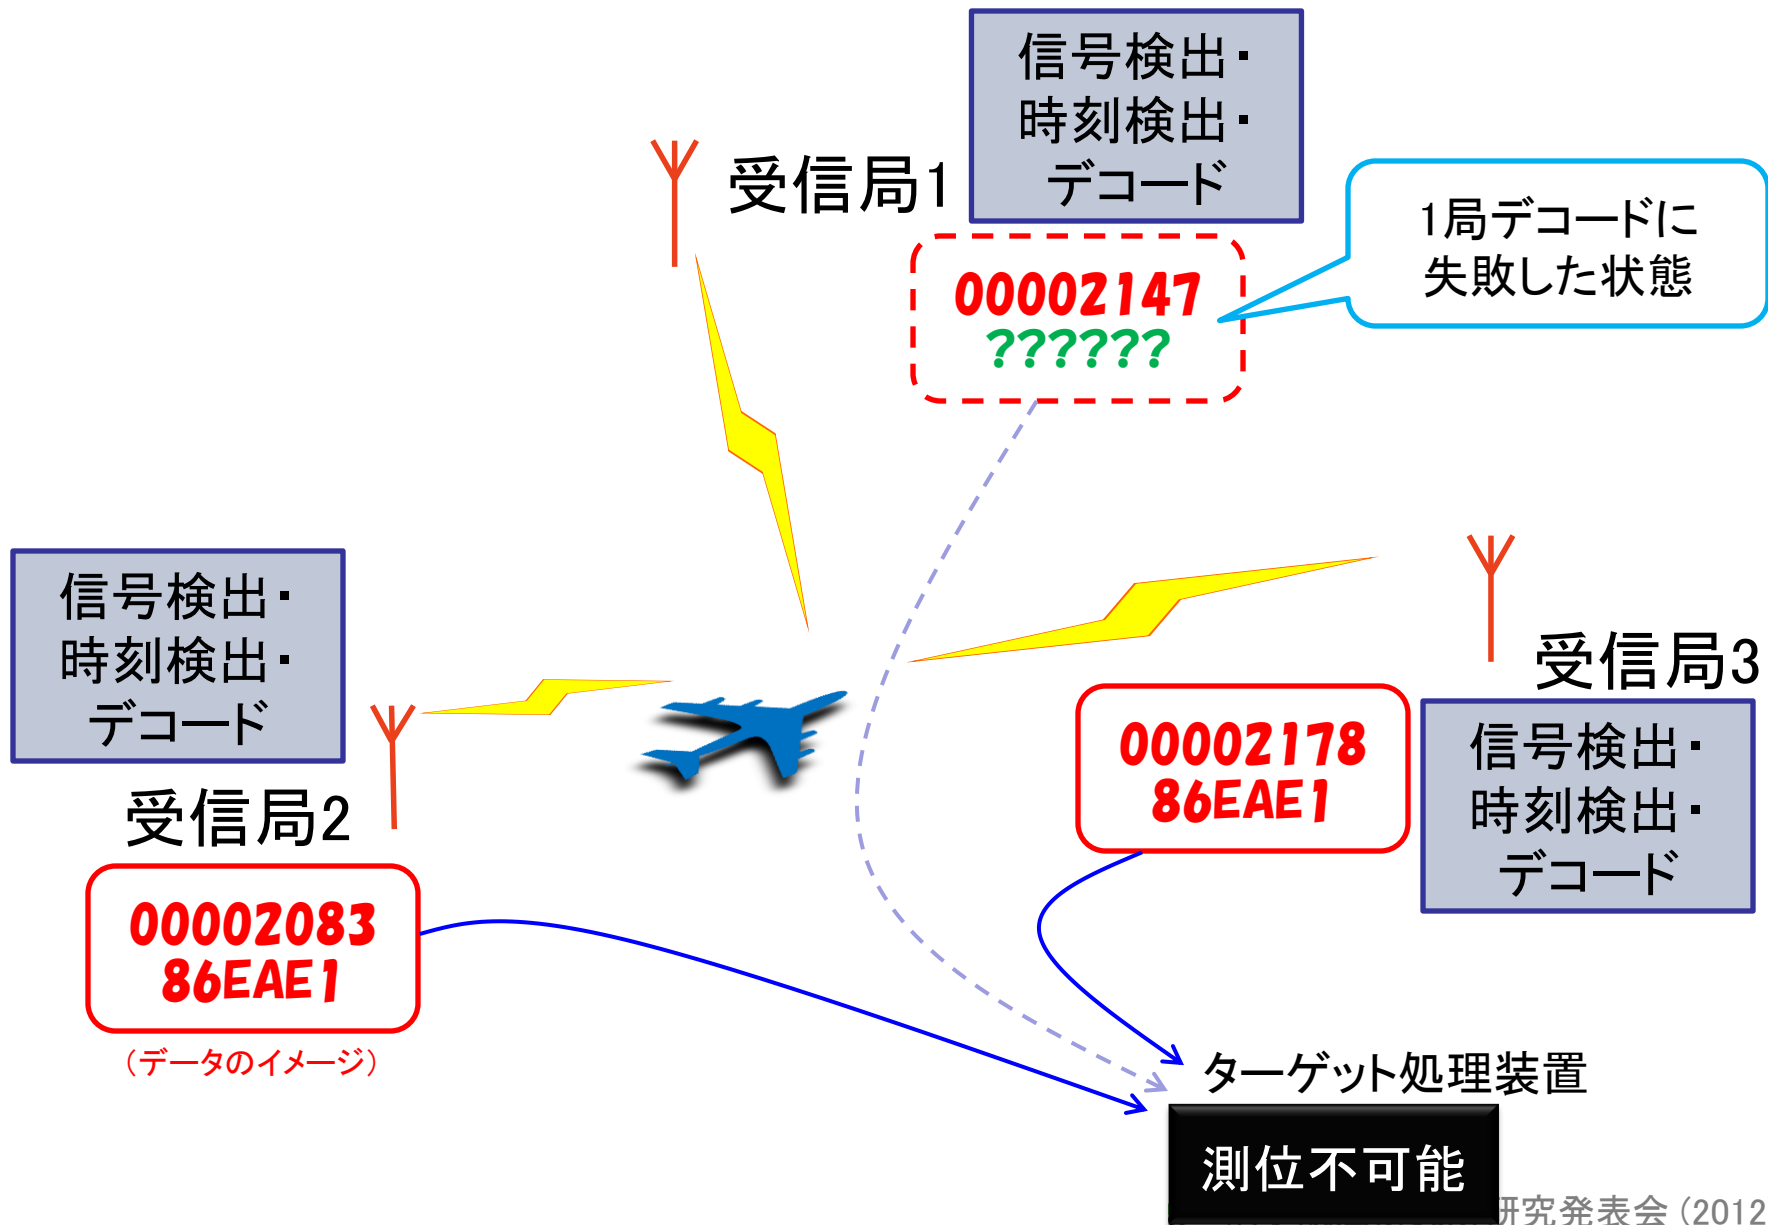 信号検出・
時刻検出・
デコード
受信局1
00002147
??????
1局デコードに
失敗した状態
信号検出・
時刻検出・
デコード
受信局2
00002083
86EAE1
（データのイメージ）
受信局3
00002178
86EAE1
信号検出・
時刻検出・
デコード
ターゲット処理装置
測位不可能
研究発表会 (2012